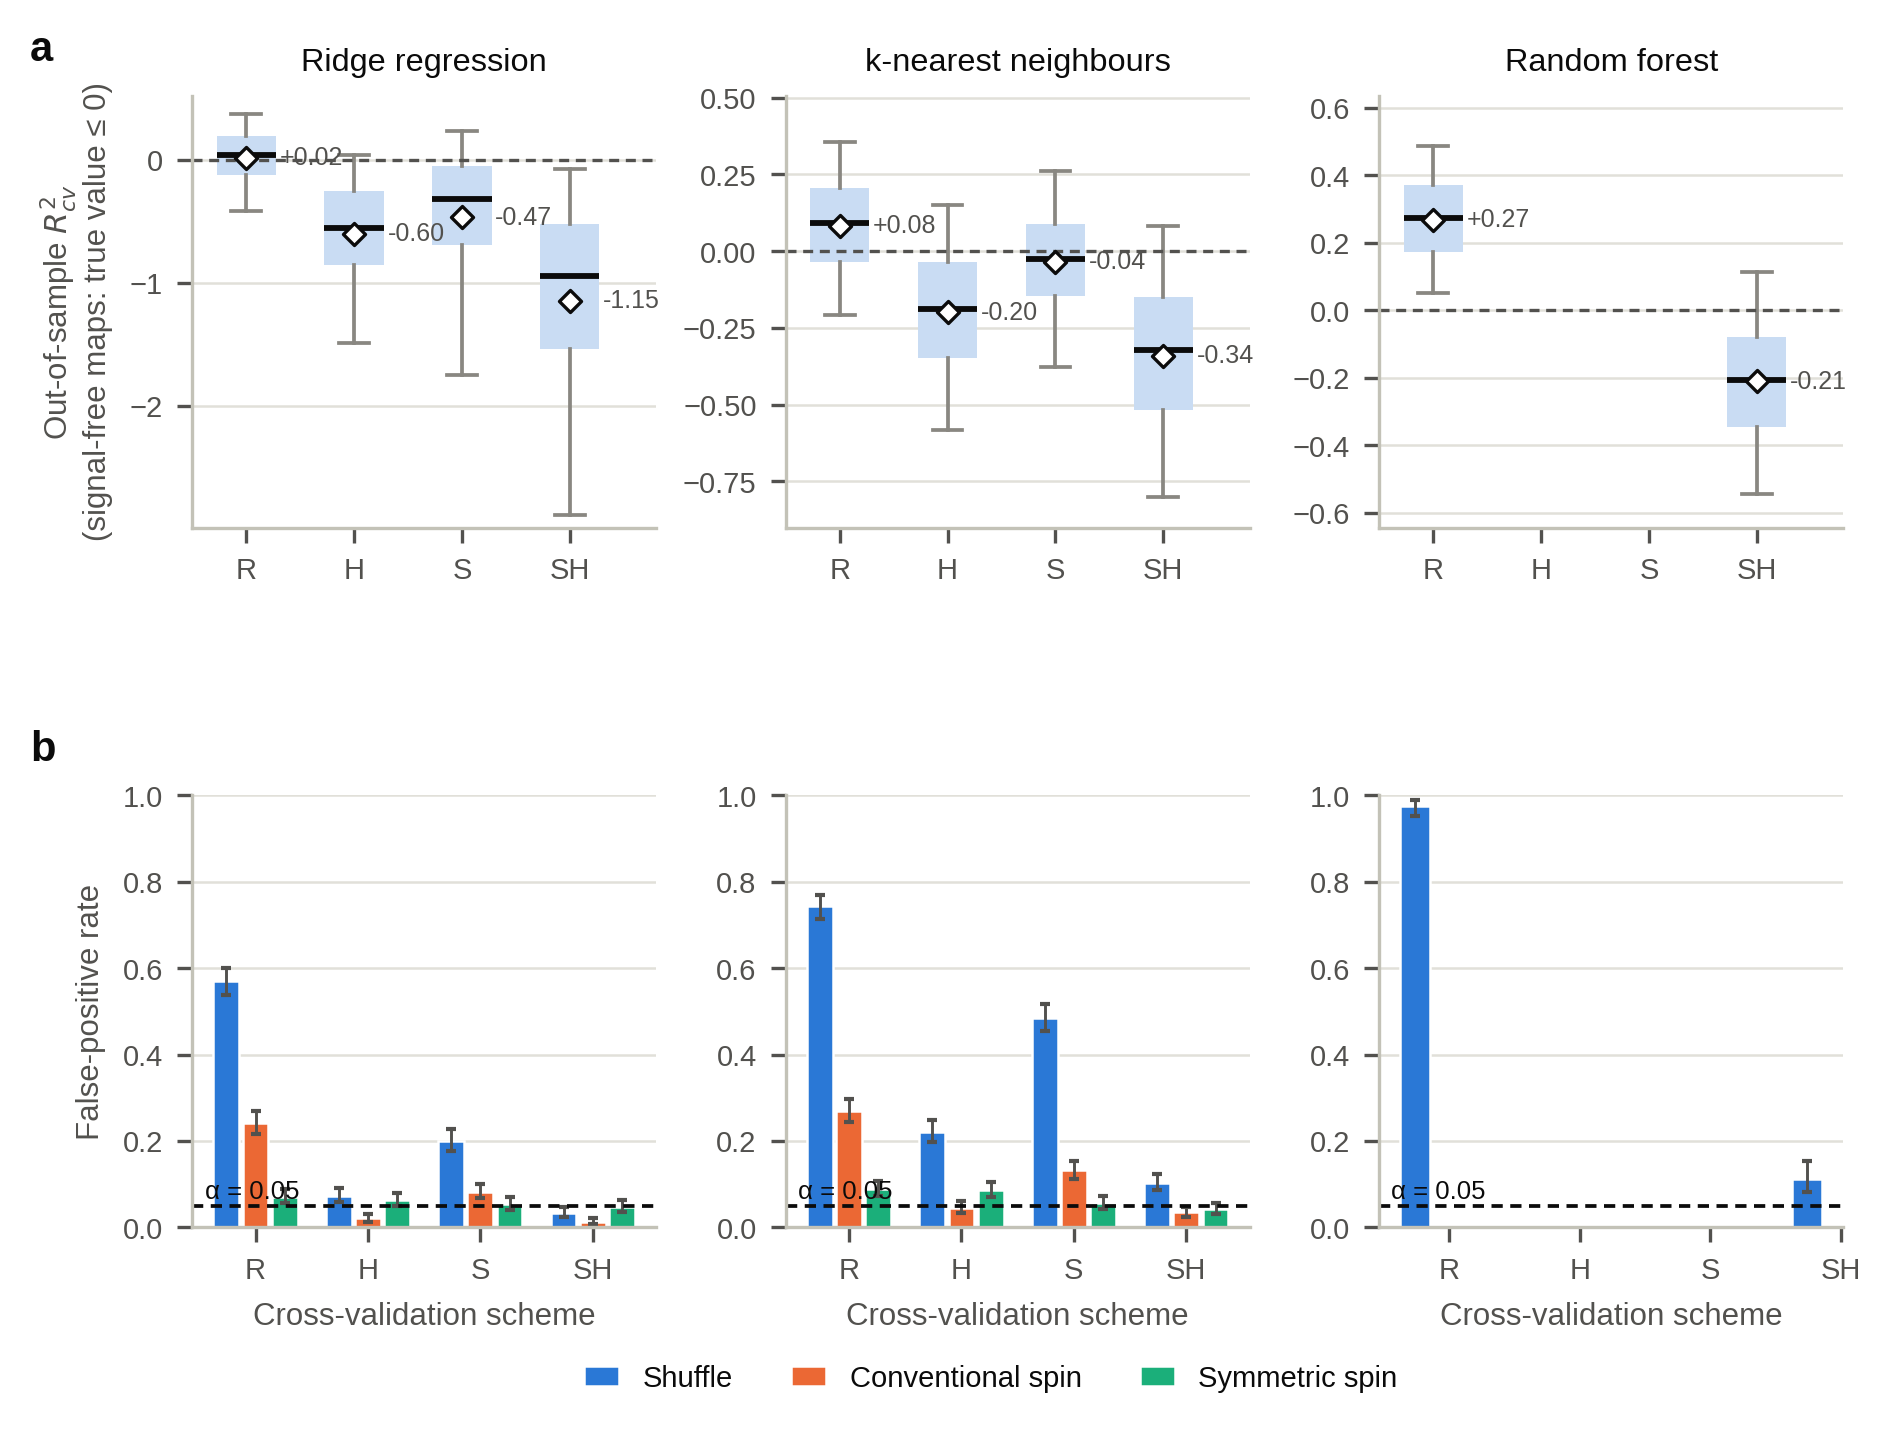 a
Ridge regression
k-nearest neighbours
Random forest
Out-of-sample R²cv
(signal-free maps: true value ≤ 0)
0
−1
−2
+0.02
-0.60
-0.47
-1.15
R H S SH
0.50
0.25
0.00
−0.25
−0.50
−0.75
+0.08
-0.20
-0.04
-0.34
R H S SH
0.6
0.4
0.2
0.0
−0.2
−0.4
−0.6
+0.27
-0.21
R H S SH
b
False-positive rate
1.0
0.8
0.6
0.4
0.2
0.0
α = 0.05
R H S SH
Cross-validation scheme
1.0
0.8
0.6
0.4
0.2
0.0
α = 0.05
R H S SH
Cross-validation scheme
1.0
0.8
0.6
0.4
0.2
0.0
α = 0.05
R H S SH
Cross-validation scheme
Shuffle Conventional spin Symmetric spin